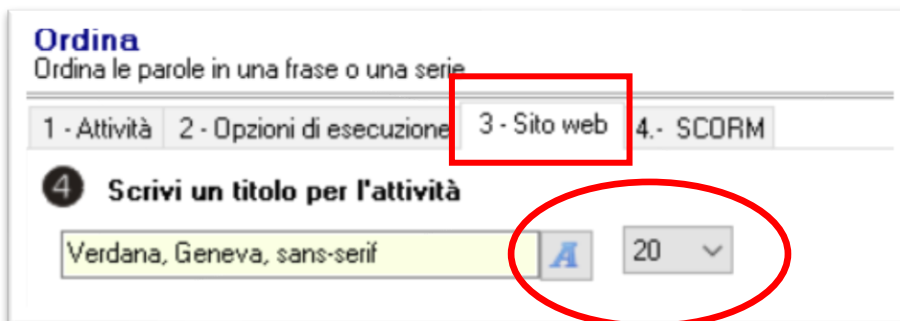 Ordina
Ordina le parole in una frase o una serie
1 - Attività 2 - Opzioni di esecuzione 3 - Sito web 4.- SCORM
4 Scrivi un titolo per l'attività
Verdana, Geneva, sans-serif A 20